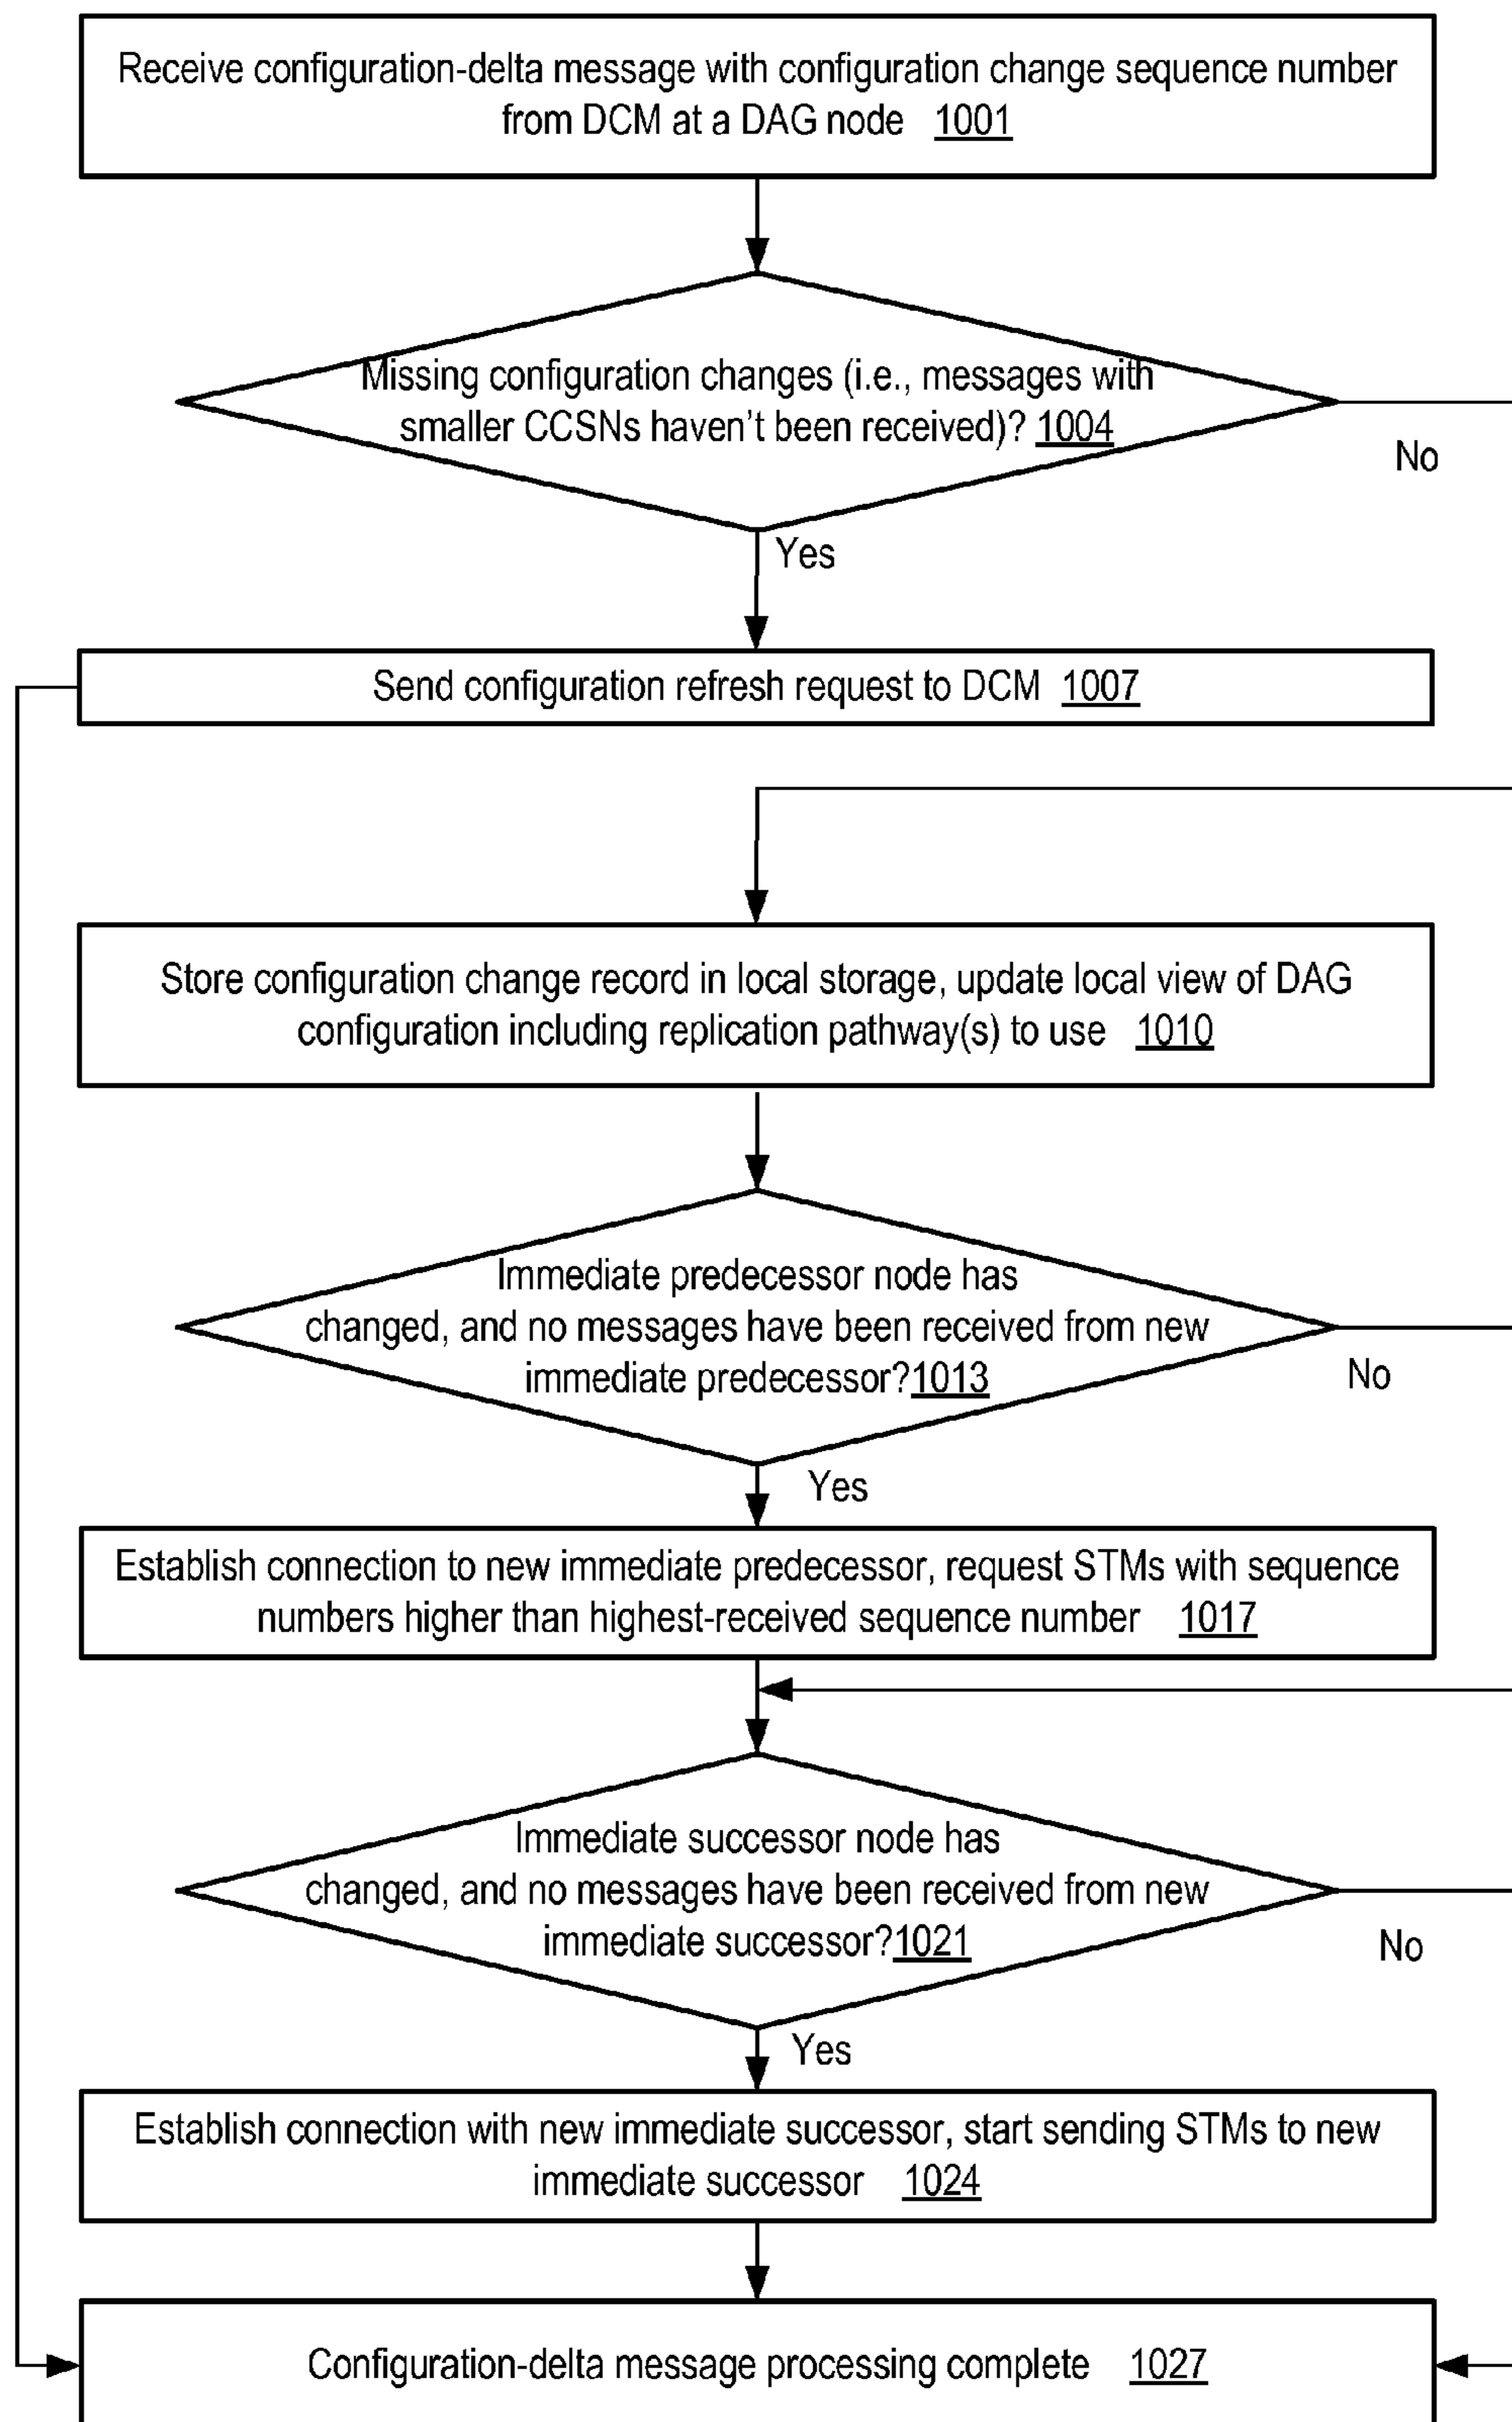 Receive configuration-delta message with configuration change sequence number
from DCM at a DAG node 1001
Missing configuration changes (i.e., messages with
smaller CCSNs haven't been received)? 1004
No
Yes
Send configuration refresh request to DCM 1007
Store configuration change record in local storage, update local view of DAG
configuration including replication pathway(s) to use 1010
Immediate predecessor node has
changed, and no messages have been received from new
immediate predecessor?1013
No
Yes
Establish connection to new immediate predecessor, request STMs with sequence
numbers higher than highest-received sequence number 1017
Immediate successor node has
changed, and no messages have been received from new
immediate successor?1021
No
Yes
Establish connection with new immediate successor, start sending STMs to new
immediate successor 1024
Configuration-delta message processing complete 1027